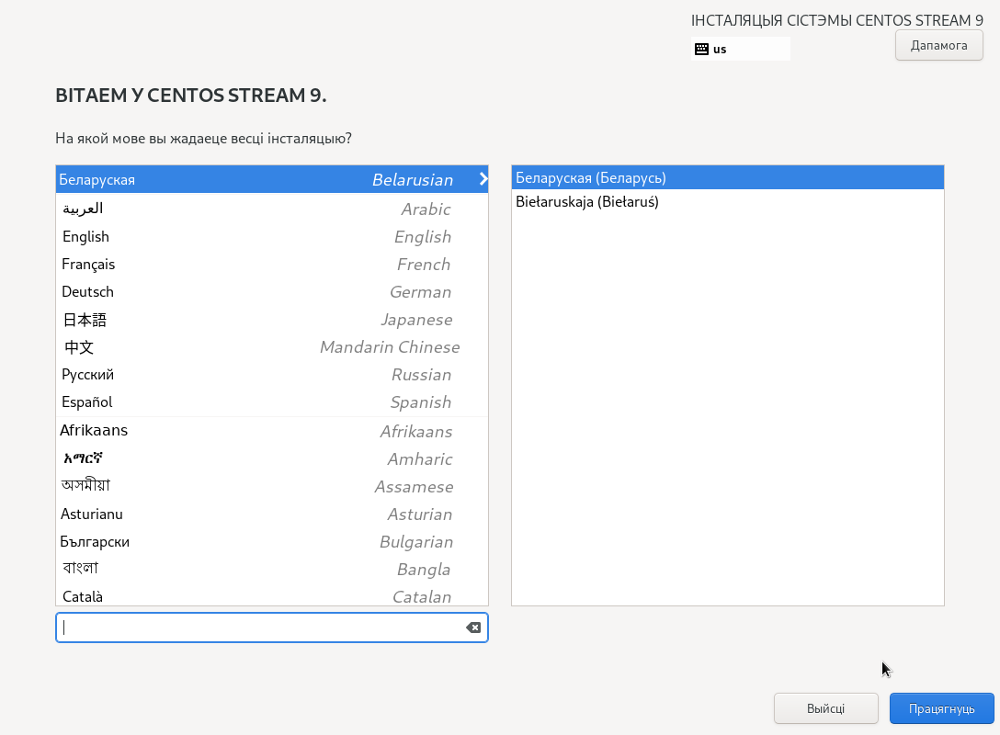 ІНСТАЛЯЦЫЯ СІСТЭМЫ CENTOS STREAM 9
us
Дапамога
ВІТАЕМ У CENTOS STREAM 9.
На якой мове вы жадаеце весці інсталяцыю?
Беларуская Belarusian
العربية Arabic
English English
Français French
Deutsch German
日本語 Japanese
中文 Mandarin Chinese
Русский Russian
Español Spanish
Afrikaans Afrikaans
አማርኛ Amharic
অসমীয়া Assamese
Asturianu Asturian
Български Bulgarian
বাংলা Bangla
Català Catalan
Беларуская (Беларусь)
Biełaruskaja (Biełaruś)
Выйсці
Працягнуць